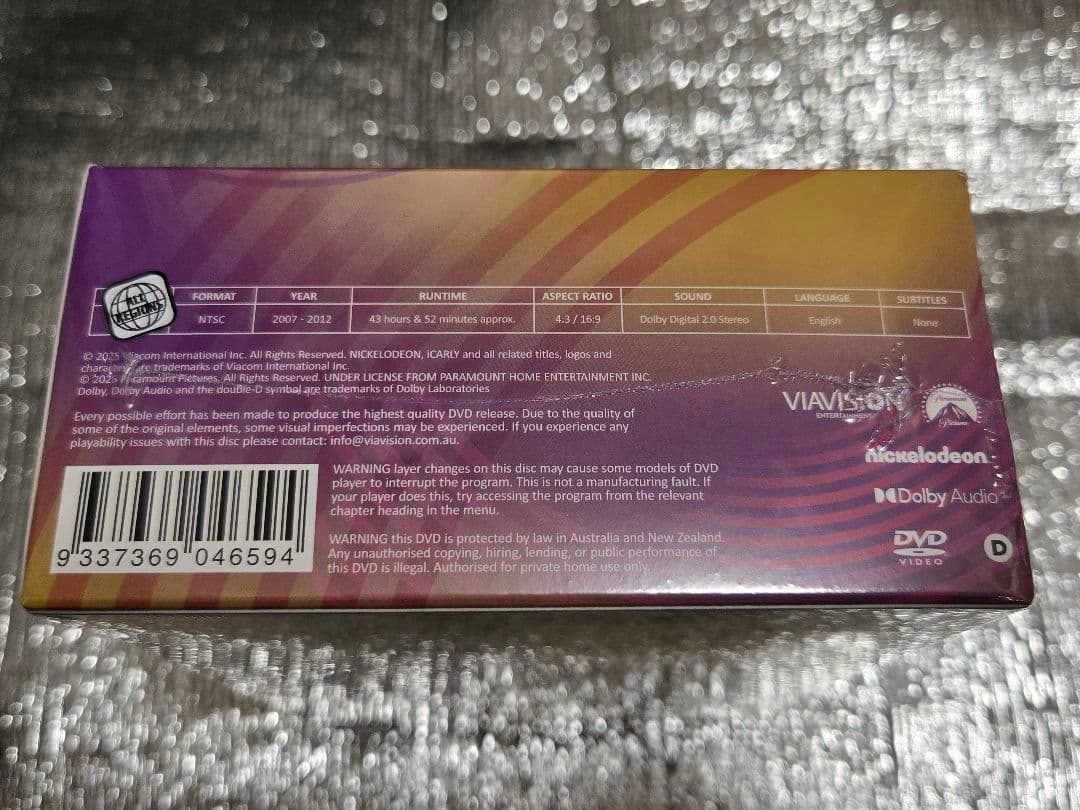 ALL REGIONS
FORMAT YEAR RUNTIME ASPECT RATIO SOUND LANGUAGE SUBTITLES
NTSC 2007 - 2012 43 hours & 52 minutes approx. 4:3 / 16:9 Dolby Digital 2.0 Stereo English None
© 2025 Viacom International Inc. All Rights Reserved. NICKELODEON, iCARLY and all related titles, logos and
characters are trademarks of Viacom International Inc.
© 2025 Paramount Pictures. All Rights Reserved. UNDER LICENSE FROM PARAMOUNT HOME ENTERTAINMENT INC.
Dolby, Dolby Audio and the double-D symbol are trademarks of Dolby Laboratories
Every possible effort has been made to produce the highest quality DVD release. Due to the quality of
some of the original elements, some visual imperfections may be experienced. If you experience any
playability issues with this disc please contact: info@viavision.com.au.
VIAVISION
ENTERTAINMENT
Paramount
Pictures
nickelodeon
Dolby Audio
DVD
VIDEO
D
WARNING layer changes on this disc may cause some models of DVD
player to interrupt the program. This is not a manufacturing fault. If
your player does this, try accessing the program from the relevant
chapter heading in the menu.
WARNING this DVD is protected by law in Australia and New Zealand.
Any unauthorised copying, hiring, lending, or public performance of
this DVD is illegal. Authorised for private home use only.
9 337369 046594